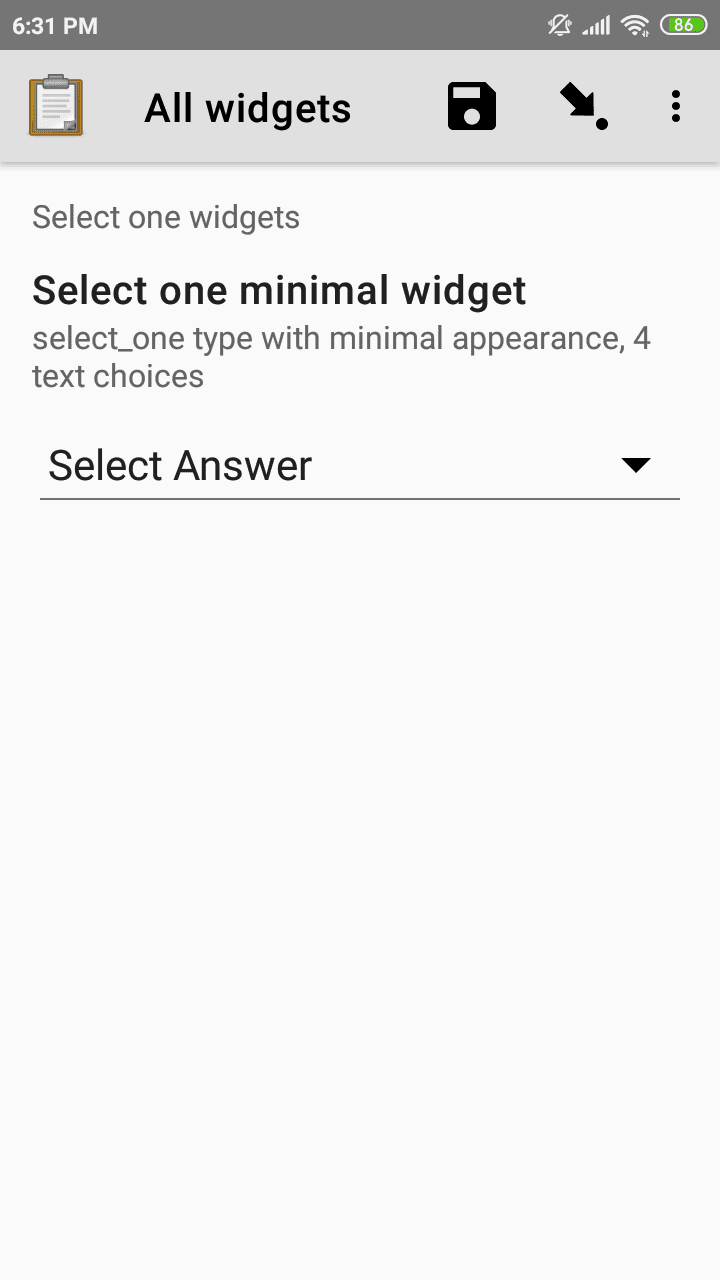 6:31 PM
86
All widgets
Select one widgets
Select one minimal widget
select_one type with minimal appearance, 4
text choices
Select Answer